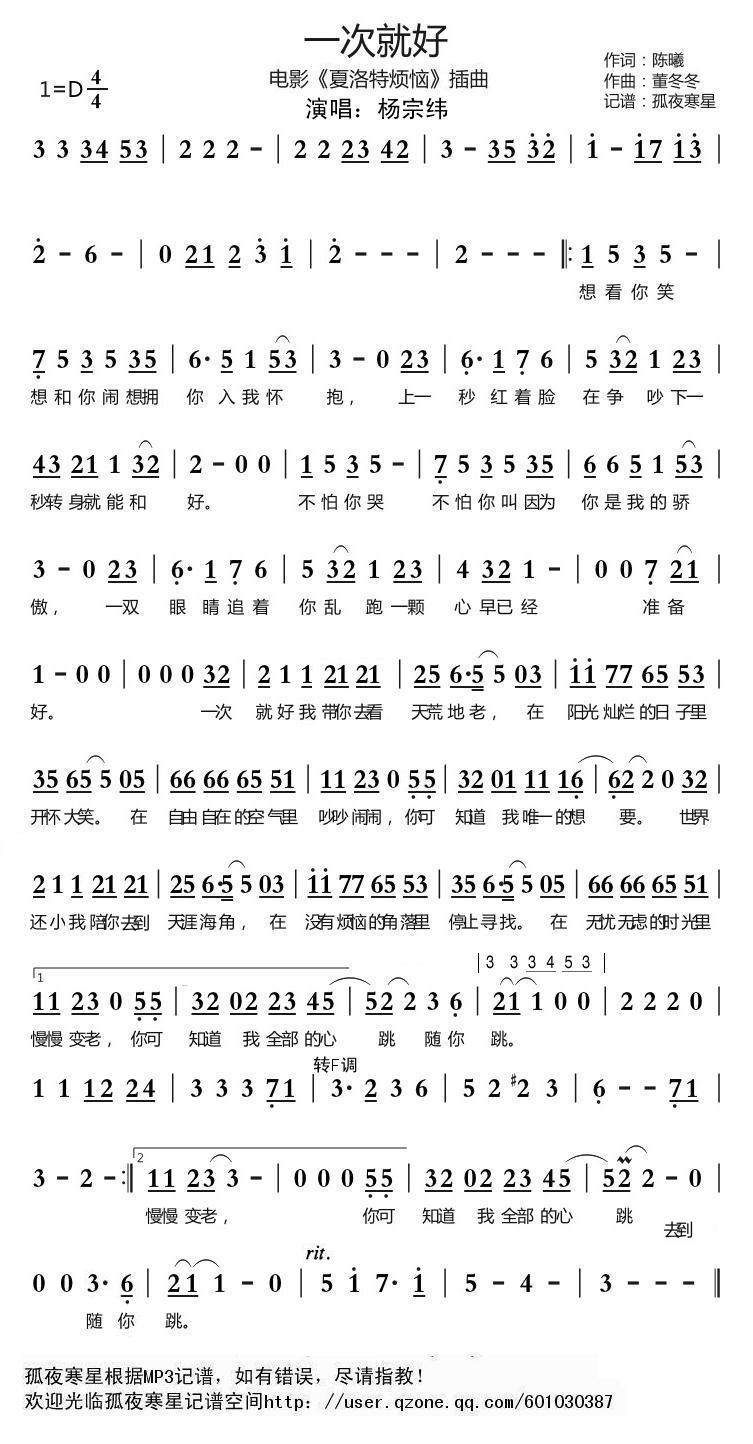 一次就好
电影《夏洛特烦恼》插曲
演唱：杨宗纬
1=D 4/4
作词：陈曦
作曲：董冬冬
记谱：孤夜寒星
3 3 34 53 | 2 2 2 - | 2 2 23 42 | 3 - 35 32 | 1 - 17 13 |
2 - 6 - | 0 21 2 3 1 | 2 - - - | 2 - - - |: 1 5 3 5 - |
想看你笑
7 5 3 5 35 | 6· 5 1 53 | 3 - 0 23 | 6· 1 7 6 | 5 32 1 23 |
想和你闹想拥 你入我怀 抱， 上一 秒红着脸 在争吵下一
43 21 1 32 | 2 - 0 0 | 1 5 3 5 - | 7 5 3 5 35 | 6 6 5 1 53 |
秒转身就能和 好。 不怕你哭 不怕你叫因为 你是我的骄
3 - 0 23 | 6· 1 7 6 | 5 32 1 23 | 4 32 1 - | 0 0 7 21 |
傲， 一双 眼睛追着 你乱跑一颗 心早已经 准备
1 - 0 0 | 0 0 0 32 | 2 1 1 21 21 | 25 6·5 5 03 | 11 77 65 53 |
好。 一次 就好我带你去看 天荒地老， 在 阳光灿烂的日子里
35 65 5 05 | 66 66 65 51 | 11 23 0 55 | 32 01 11 16 | 62 2 0 32 |
开怀大笑。 在 自由自在的空气里 吵吵闹闹，你可 知道 我唯一的想 要。 世界
2 1 1 21 21 | 25 6·5 5 03 | 11 77 65 53 | 35 6·5 5 05 | 66 66 65 51 |
还小我陪你去到 天涯海角， 在 没有烦恼的角落里 停止寻找。 在 无忧无虑的时光里
| 3 3 3 4 5 3 |
1
11 23 0 55 | 32 02 23 45 | 52 2 3 6 | 21 1 0 0 | 2 2 2 0 |
慢慢变老， 你可 知道 我全部的心 跳 随你 跳。
转F调
1 1 12 24 | 3 3 3 71 | 3· 2 3 6 | 5 2 #2 3 | 6 - - 71 |
2
3 - 2 - :| 11 23 3 - | 0 0 0 55 | 32 02 23 45 | 52 2 - 0 |
慢慢变老， 你可 知道 我全部的心 跳
去到
rit.
0 0 3· 6 | 21 1 - 0 | 5 1 7· 1 | 5 - 4 - | 3 - - - ||
随你 跳。
孤夜寒星根据MP3记谱，如有错误，尽请指教！
欢迎光临孤夜寒星记谱空间http: //user.qzone.qq.com/601030387